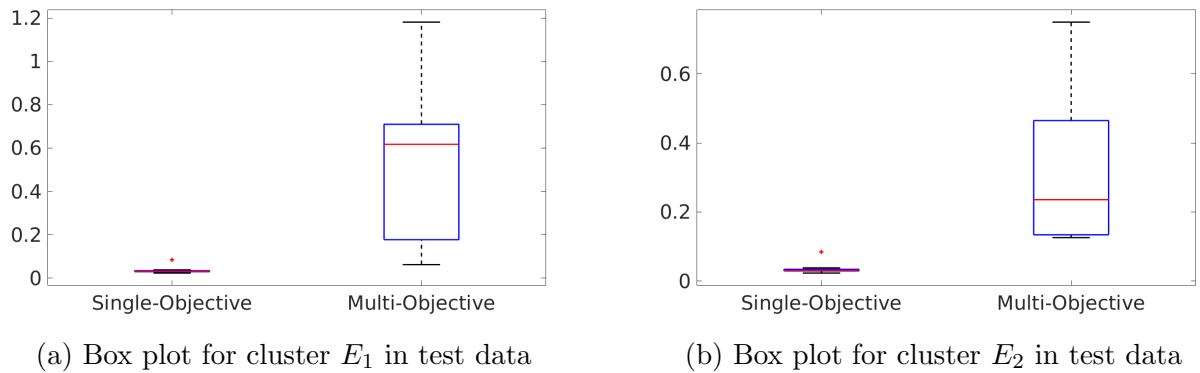 1.2
1
0.8
0.6
0.4
0.2
0
Single-Objective Multi-Objective
(a) Box plot for cluster E1 in test data
0.6
0.4
0.2
0
Single-Objective Multi-Objective
(b) Box plot for cluster E2 in test data